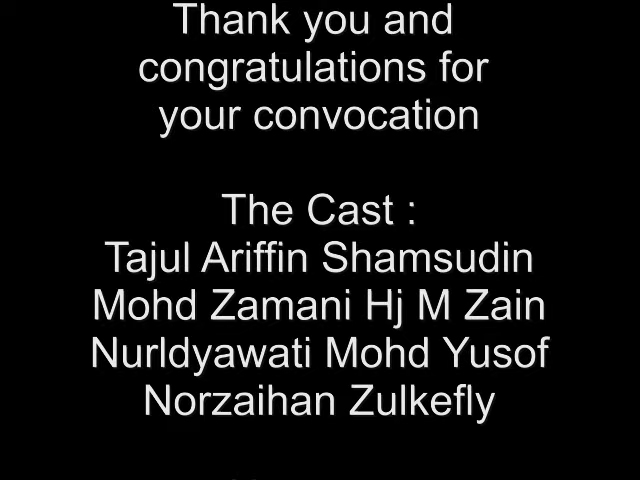 Thank you and
congratulations for
your convocation
The Cast :
Tajul Ariffin Shamsudin
Mohd Zamani Hj M Zain
Nurldyawati Mohd Yusof
Norzaihan Zulkefly